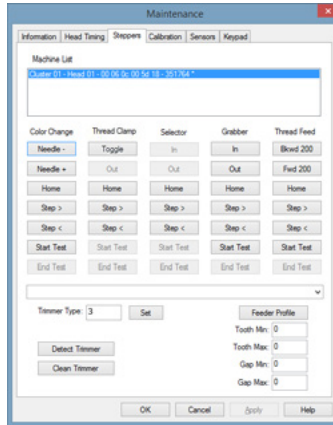 Maintenance
Information Head Timing Steppers Calibration Sensors Keypad
Machine List
Cluster 01 - Head 01 - 00 06 0c 00 5d 18 - 351764 *
Color Change Thread Clamp Selector Grabber Thread Feed
Needle - Toggle In In Bkwd 200
Needle + Out Out Out Fwd 200
Home Home Home Home Home
Step > Step > Step > Step > Step >
Step < Step < Step < Step < Step <
Start Test Start Test Start Test Start Test Start Test
End Test End Test End Test End Test End Test
Trimmer Type: 3 Set Feeder Profile
Tooth Min: 0
Detect Trimmer Tooth Max: 0
Clean Trimmer Gap Min: 0
Gap Max: 0
OK Cancel Apply Help